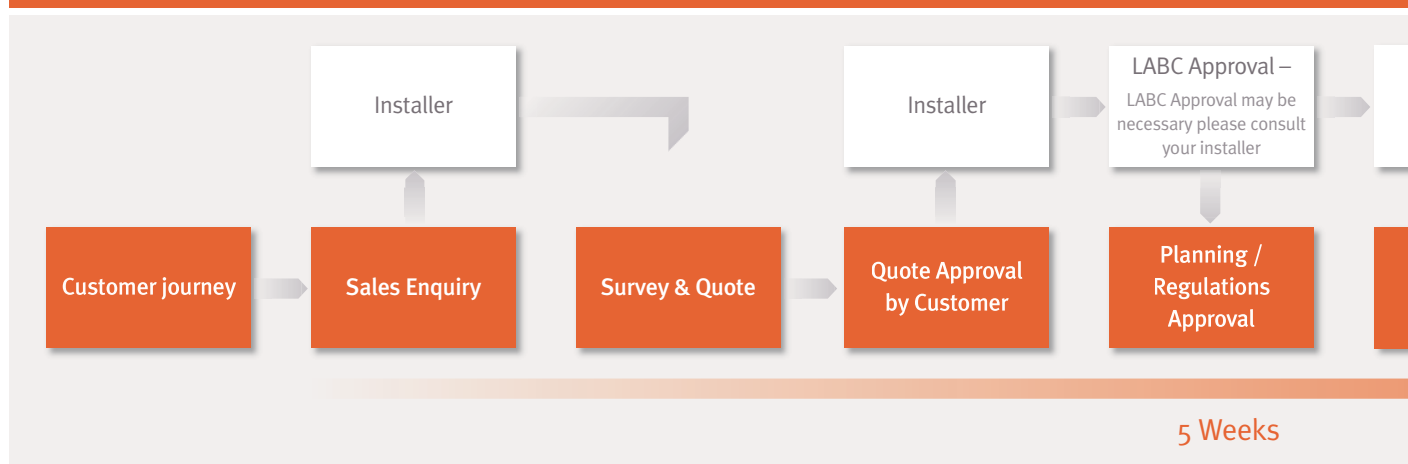 Installer
Installer
LABC Approval –
LABC Approval may be
necessary please consult
your installer
Customer journey
Sales Enquiry
Survey & Quote
Quote Approval
by Customer
Planning /
Regulations
Approval
5 Weeks